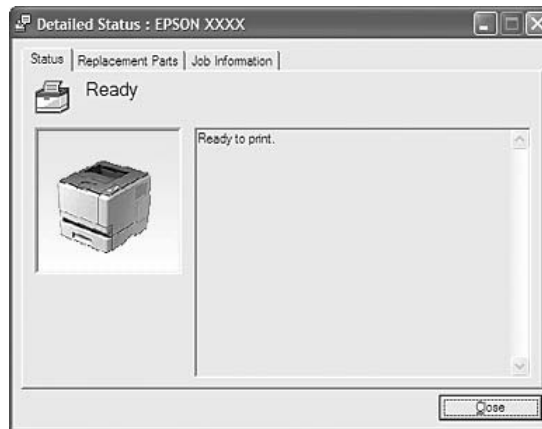 Detailed Status : EPSON XXXX
Status Replacement Parts Job Information
Ready
Ready to print.
Close